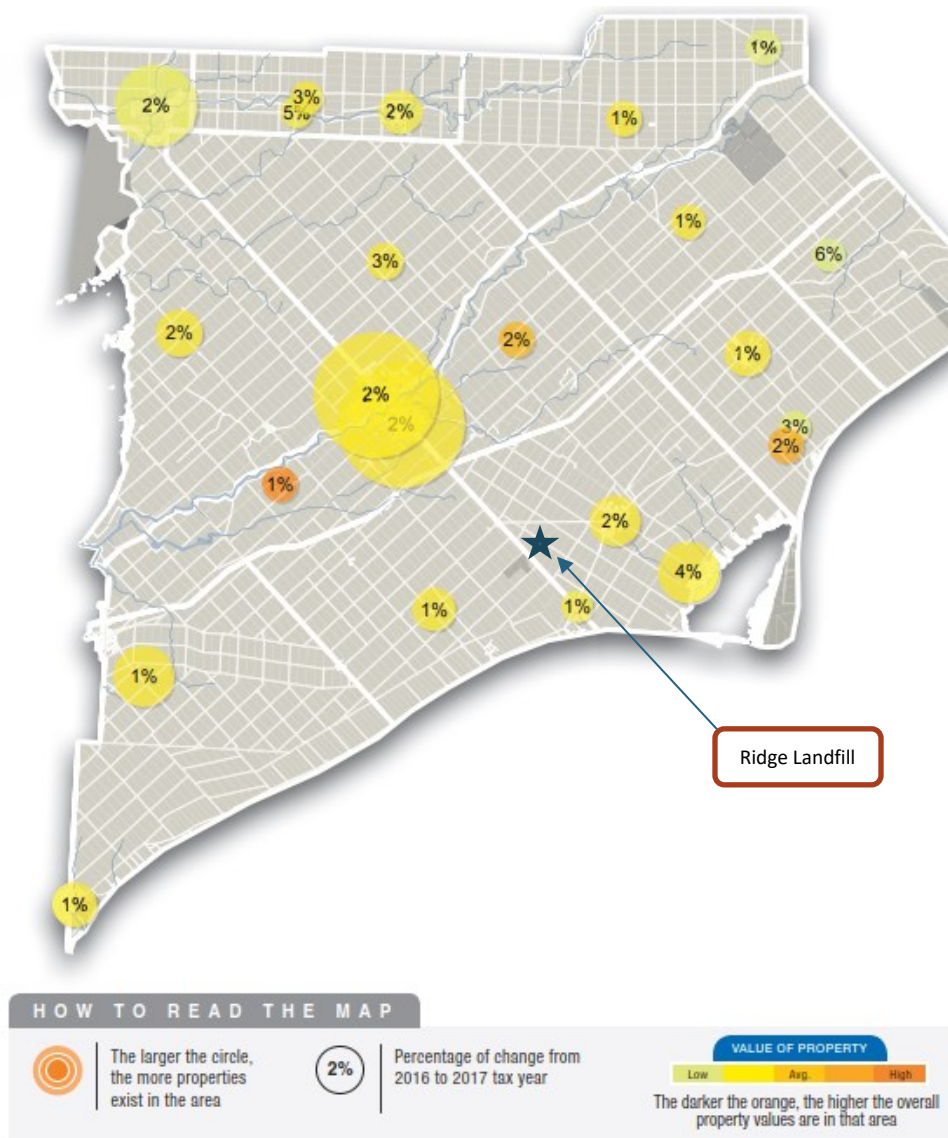 1%
2%
3%
5%
2%
1%
1%
6%
3%
2%
2%
1%
2%
2%
3%
2%
1%
2%
4%
1%
1%
1%
Ridge Landfill
1%
HOW TO READ THE MAP
The larger the circle,
the more properties
exist in the area
2%
Percentage of change from
2016 to 2017 tax year
VALUE OF PROPERTY
Low Avg. High
The darker the orange, the higher the overall
property values are in that area